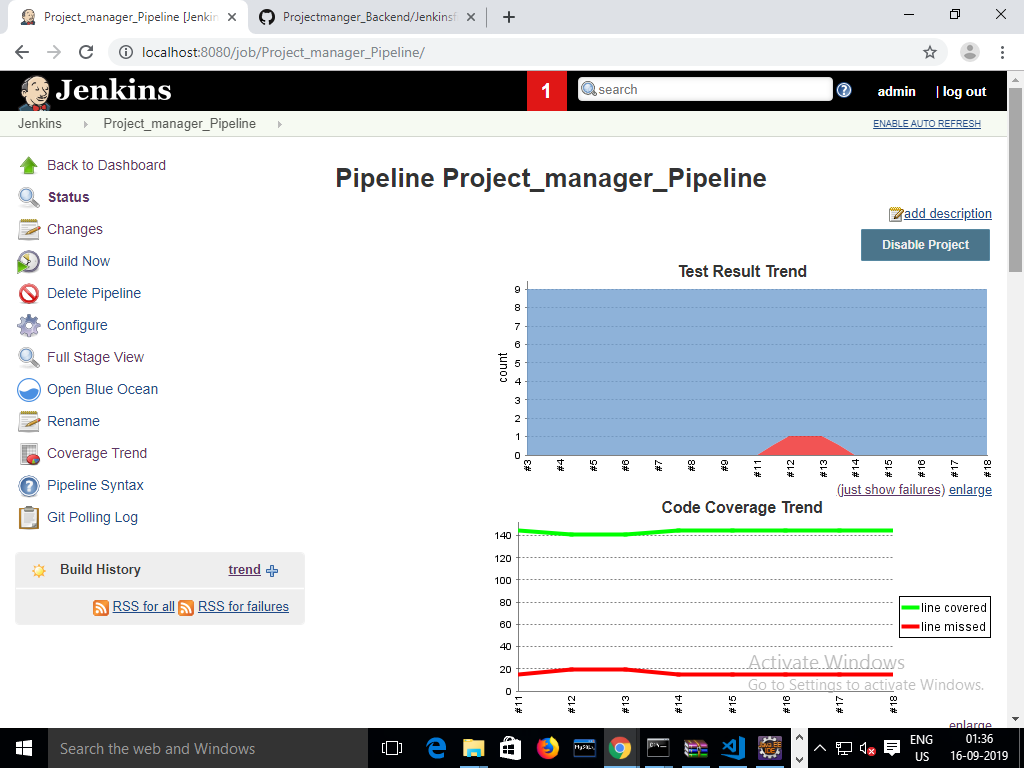 Project_manager_Pipeline [Jenkin
Projectmanger_Backend/Jenkinsf
localhost:8080/job/Project_manager_Pipeline/
Jenkins
1
search
admin
| log out
Jenkins
Project_manager_Pipeline
ENABLE AUTO REFRESH
Back to Dashboard
Status
Changes
Build Now
Delete Pipeline
Configure
Full Stage View
Open Blue Ocean
Rename
Coverage Trend
Pipeline Syntax
Git Polling Log
Build History
trend
RSS for all
RSS for failures
Pipeline Project_manager_Pipeline
add description
Disable Project
Test Result Trend
count
9
8
7
6
5
4
3
2
1
0
#3 #4 #5 #6 #7 #8 #9 #11 #12 #13 #14 #15 #16 #17 #18
(just show failures) enlarge
Code Coverage Trend
140
120
100
80
60
40
20
0
#11 #12 #13 #14 #15 #16 #17 #18
line covered
line missed
Activate Windows
Go to Settings to activate Windows.
enlarge
Search the web and Windows
MySQL
ENG
US
01:36
16-09-2019